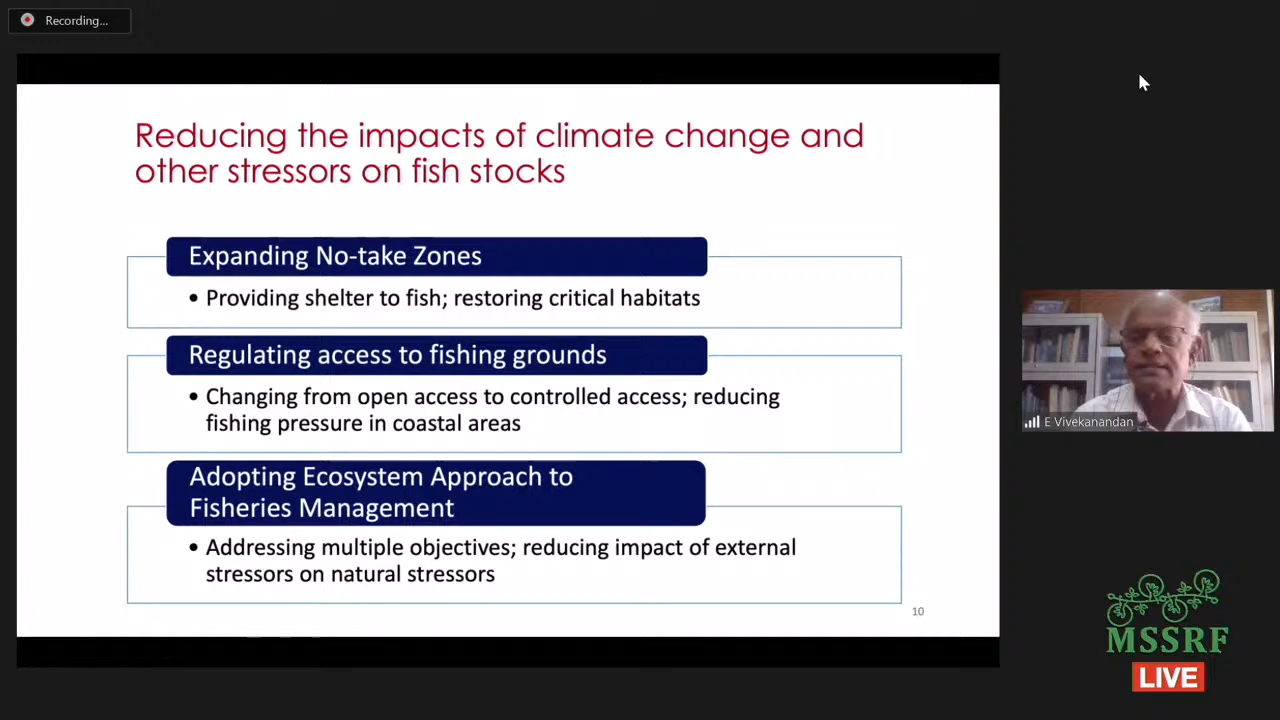 Recording...
Reducing the impacts of climate change and
other stressors on fish stocks
Expanding No-take Zones
• Providing shelter to fish; restoring critical habitats
Regulating access to fishing grounds
• Changing from open access to controlled access; reducing
fishing pressure in coastal areas
Adopting Ecosystem Approach to
Fisheries Management
• Addressing multiple objectives; reducing impact of external
stressors on natural stressors
10
E Vivekanandan
MSSRF
LIVE